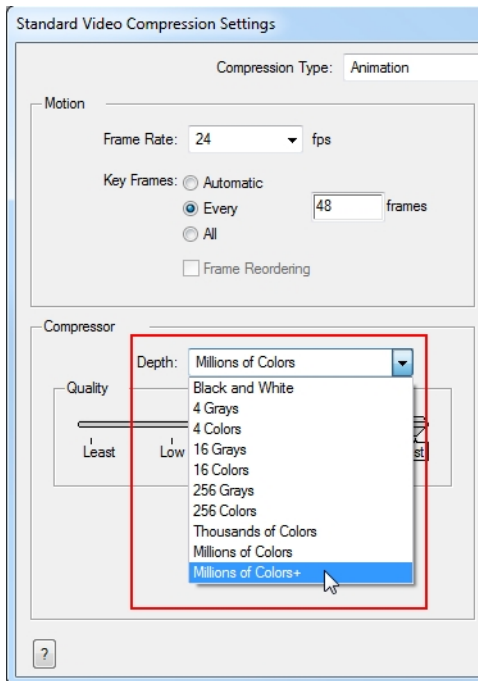 Standard Video Compression Settings
Compression Type: Animation
Motion
Frame Rate: 24 fps
Key Frames: Automatic
Every 48 frames
All
Frame Reordering
Compressor
Depth: Millions of Colors
Quality
Black and White
4 Grays
4 Colors
Least Low 16 Grays st
16 Colors
256 Grays
256 Colors
Thousands of Colors
Millions of Colors
Millions of Colors+
?